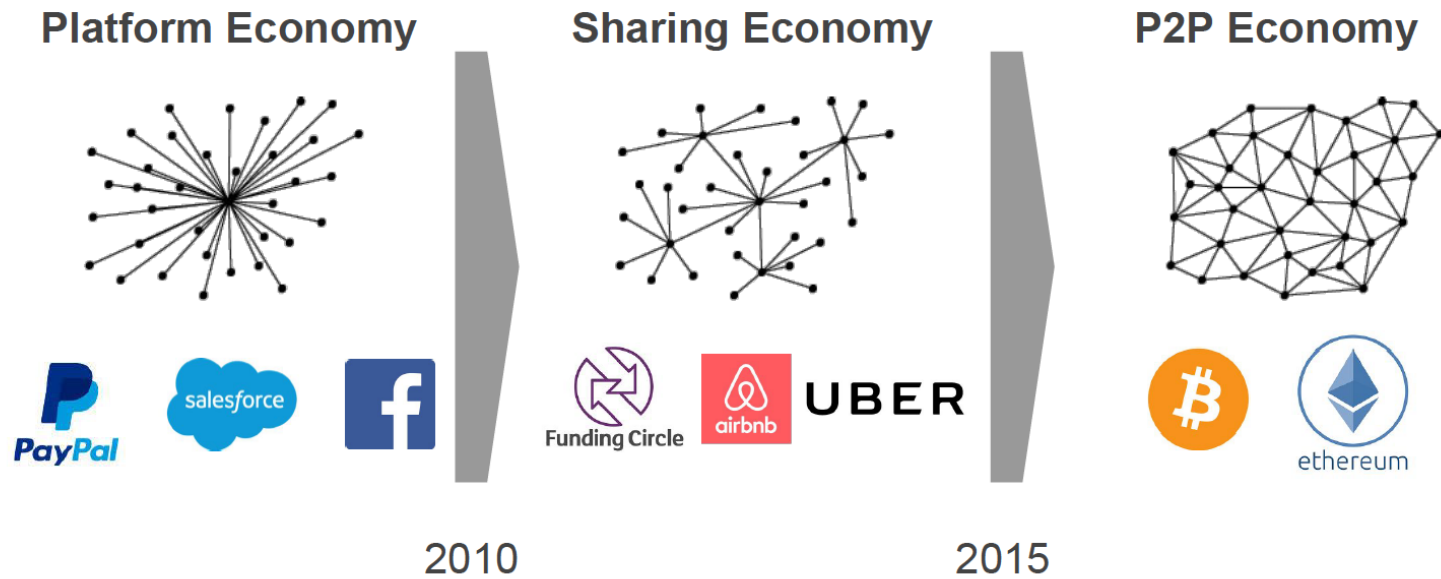 Platform Economy
Sharing Economy
P2P Economy
PayPal
salesforce
f
Funding Circle
airbnb
UBER
₿
ethereum
2010
2015